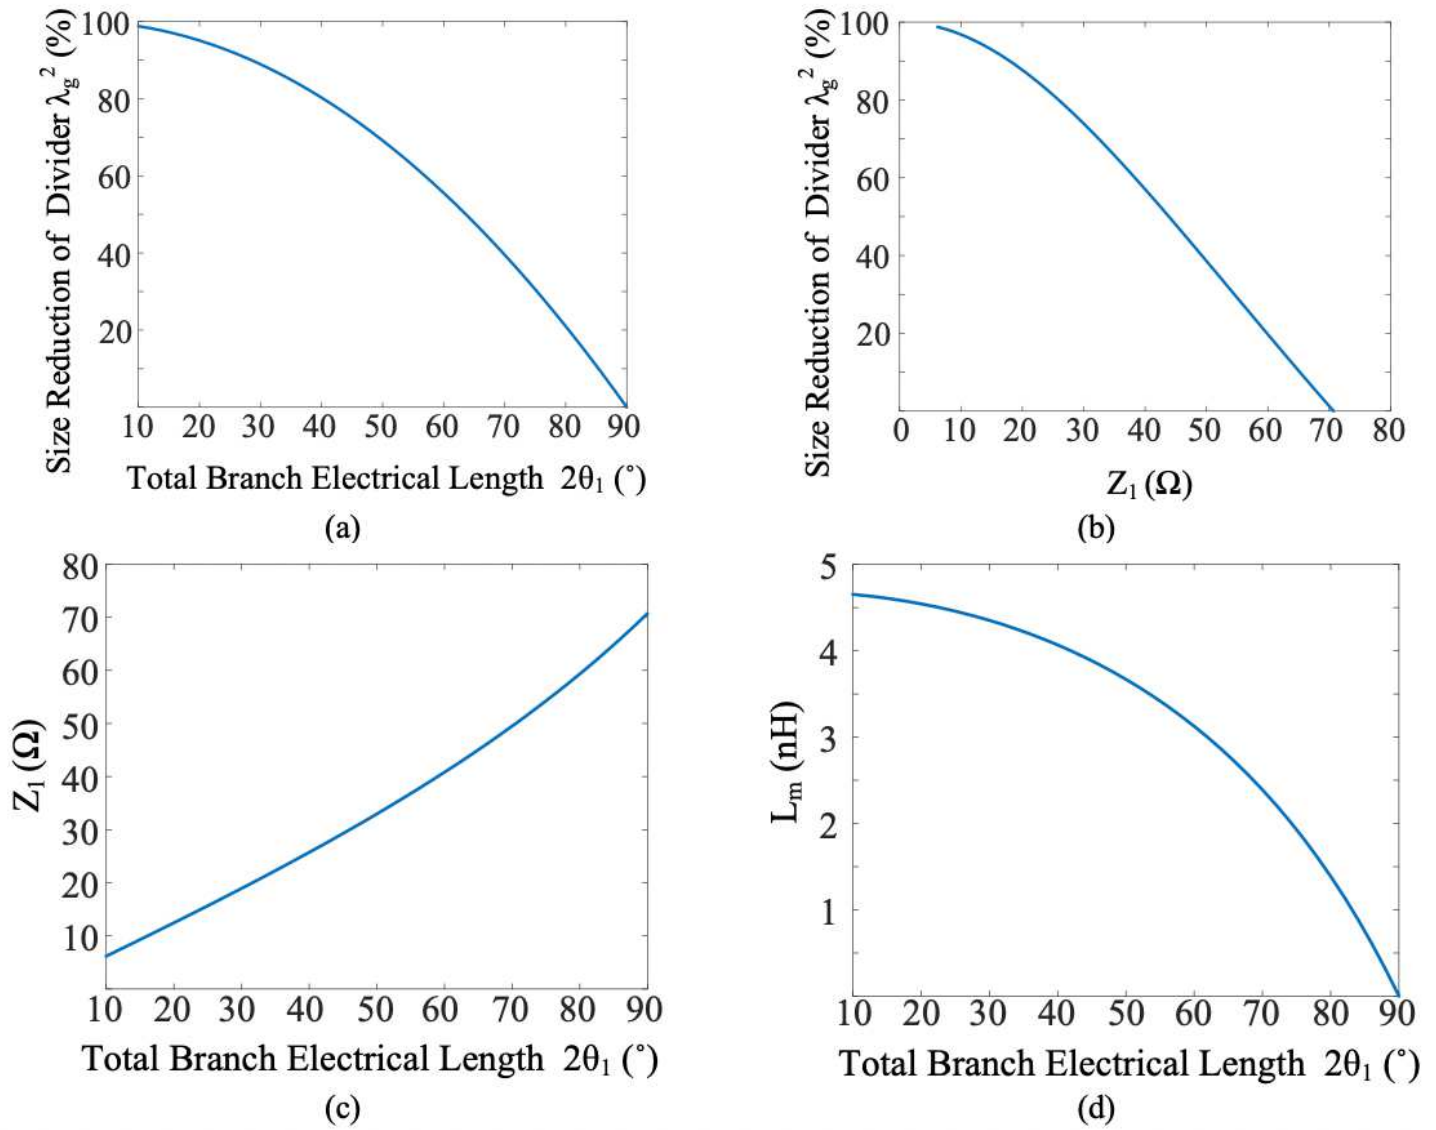 Size Reduction of Divider λg² (%)
100
80
60
40
20
10 20 30 40 50 60 70 80 90
Total Branch Electrical Length 2θ₁ (˚)
(a)
Size Reduction of Divider λg² (%)
100
80
60
40
20
0 10 20 30 40 50 60 70 80
Z₁ (Ω)
(b)
Z₁ (Ω)
80
70
60
50
40
30
20
10
10 20 30 40 50 60 70 80 90
Total Branch Electrical Length 2θ₁ (˚)
(c)
Lₘ (nH)
5
4
3
2
1
10 20 30 40 50 60 70 80 90
Total Branch Electrical Length 2θ₁ (˚)
(d)